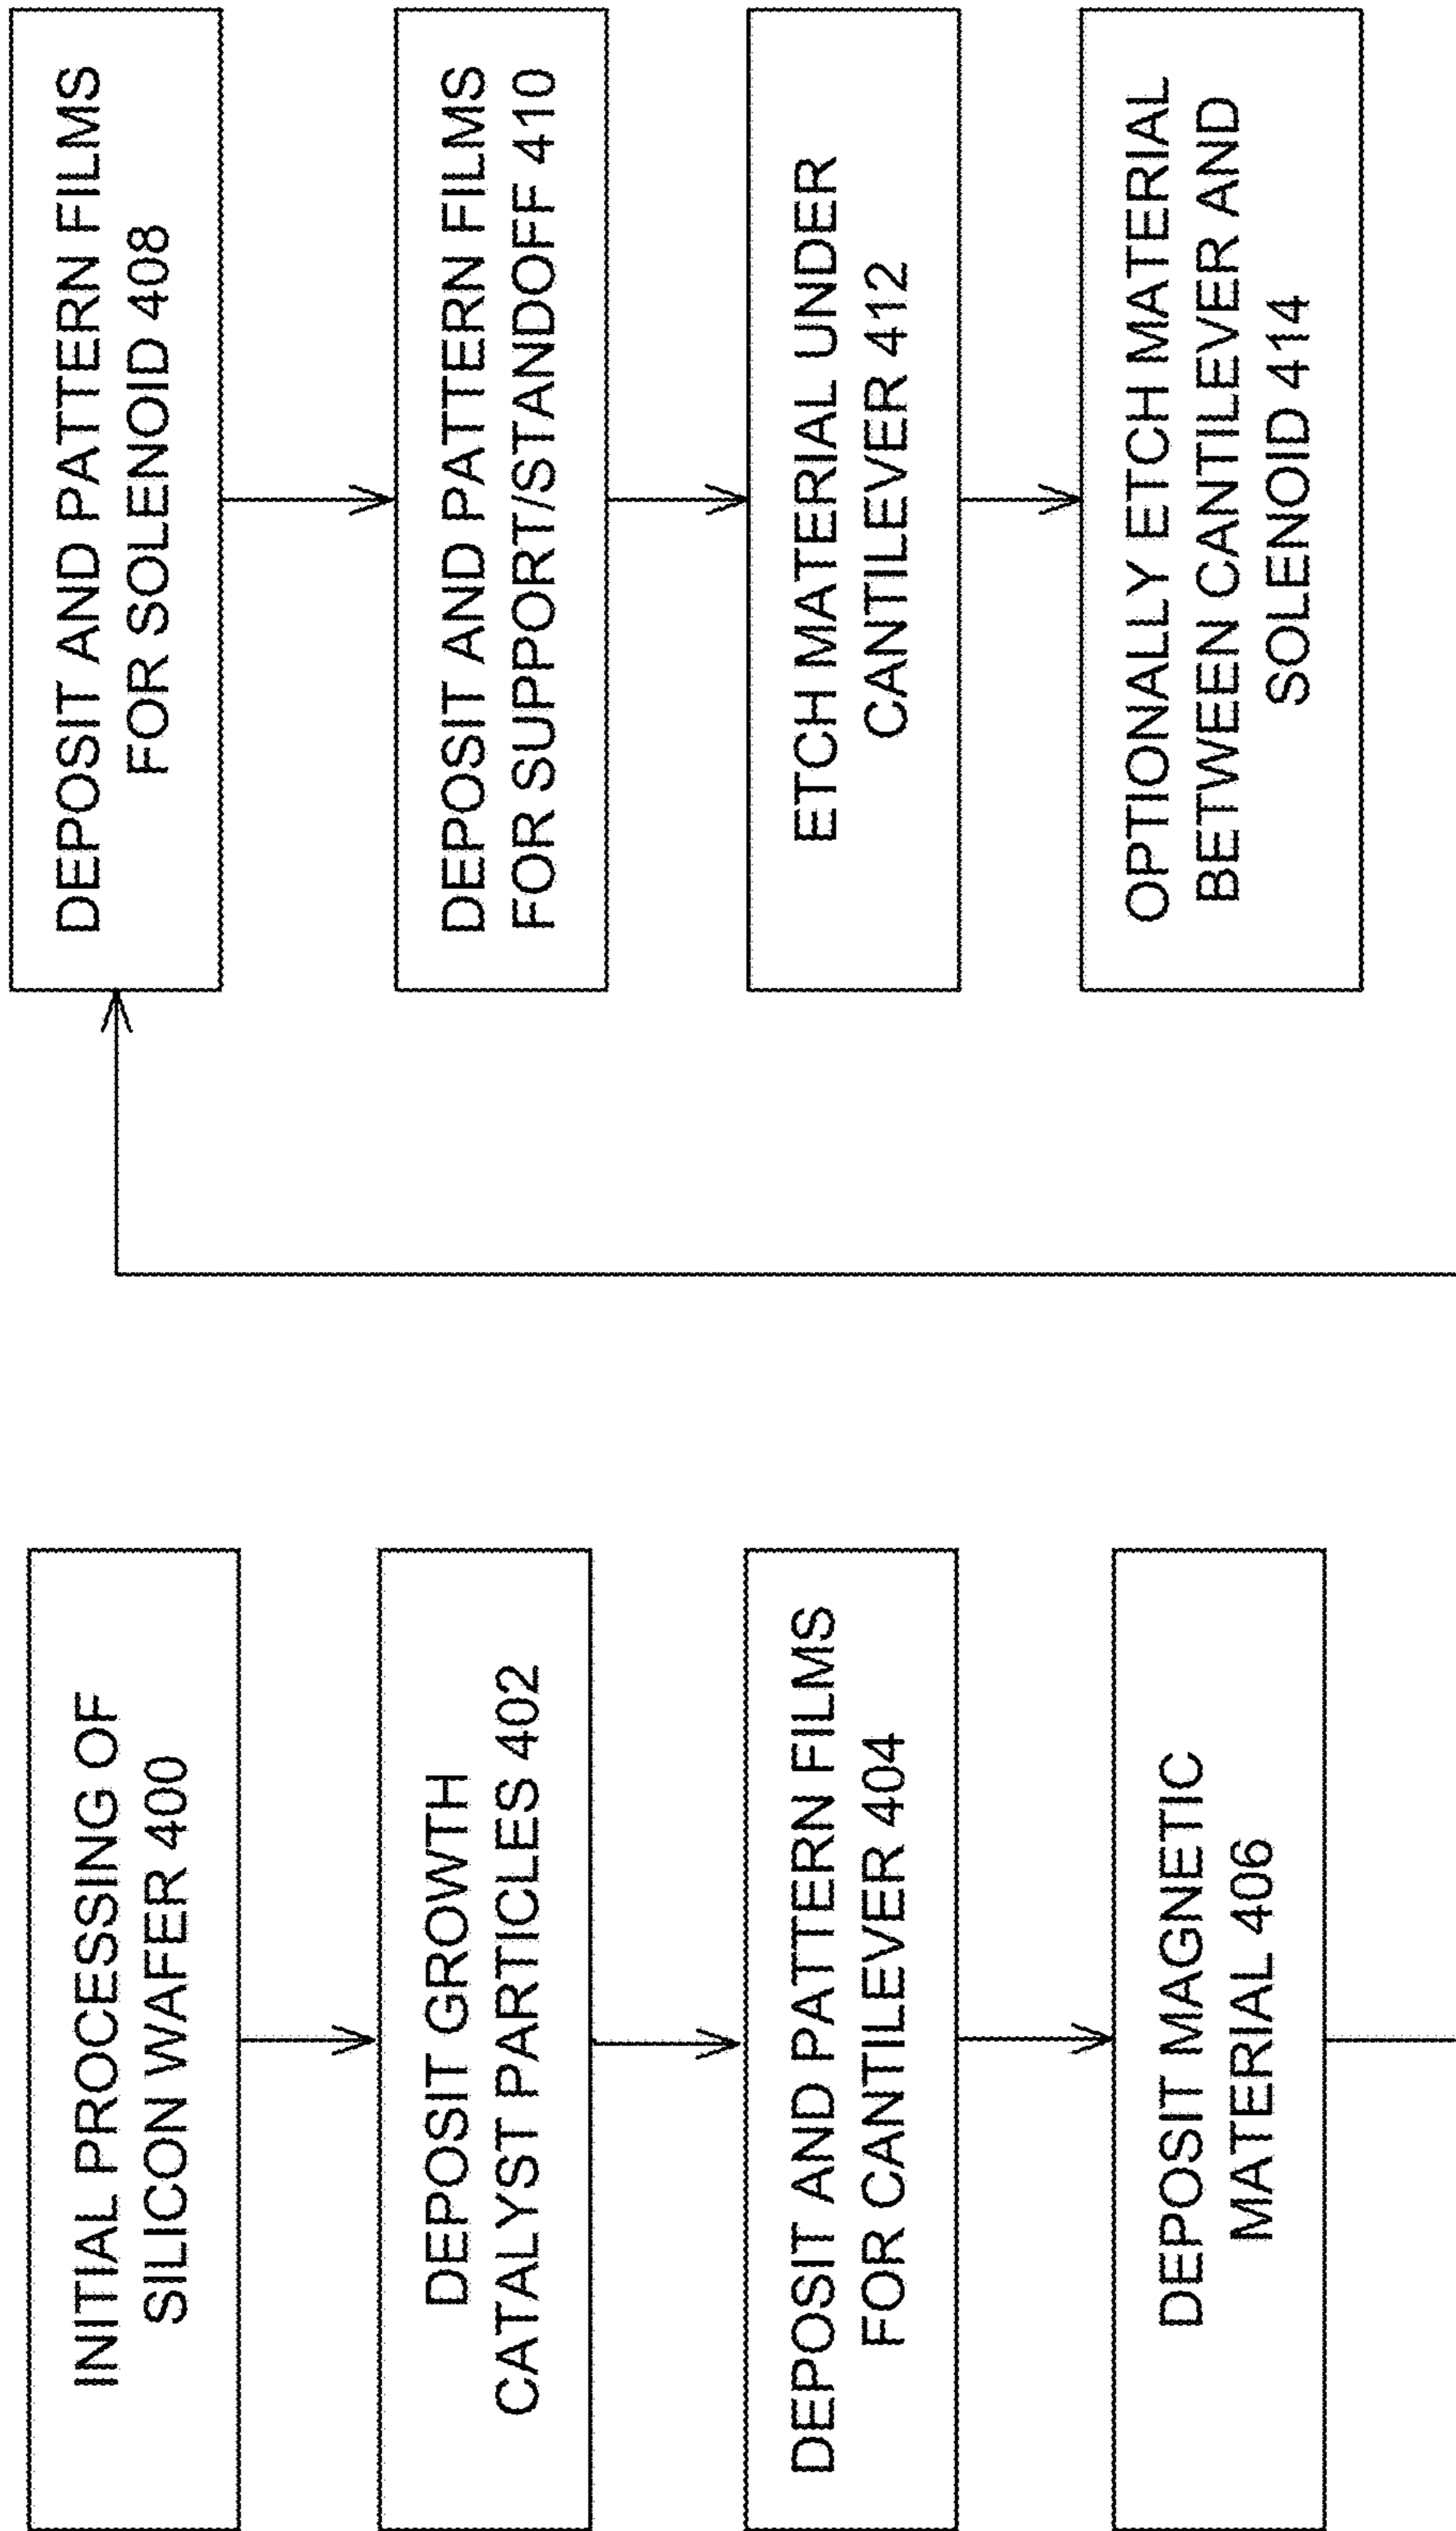 INITIAL PROCESSING OF
SILICON WAFER 400
DEPOSIT GROWTH
CATALYST PARTICLES 402
DEPOSIT AND PATTERN FILMS
FOR CANTILEVER 404
DEPOSIT MAGNETIC
MATERIAL 406
DEPOSIT AND PATTERN FILMS
FOR SOLENOID 408
DEPOSIT AND PATTERN FILMS
FOR SUPPORT/STANDOFF 410
ETCH MATERIAL UNDER
CANTILEVER 412
OPTIONALLY ETCH MATERIAL
BETWEEN CANTILEVER AND
SOLENOID 414